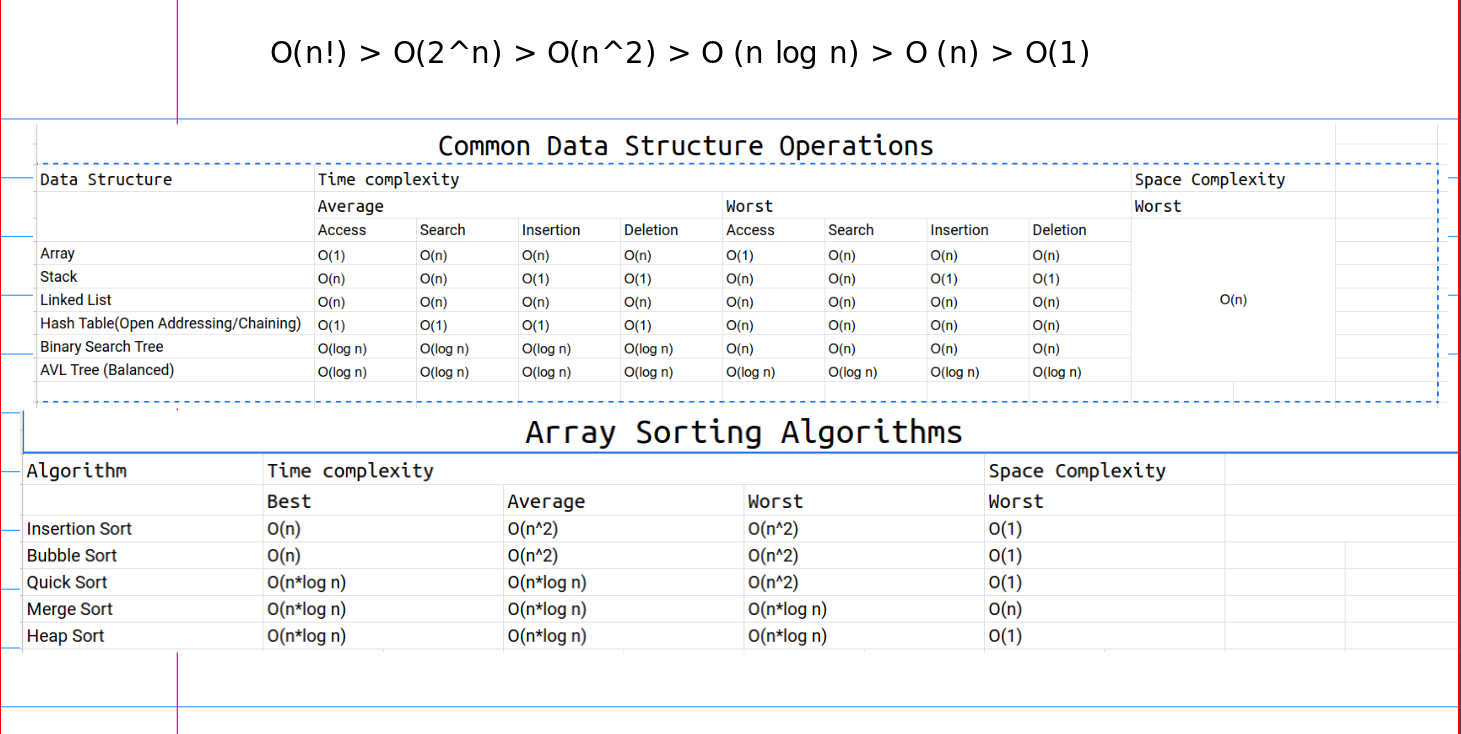 O(n!) > O(2^n) > O(n^2) > O (n log n) > O (n) > O(1)
Common Data Structure Operations
Data Structure Time complexity Space Complexity
Average Worst Worst
Access Search Insertion Deletion Access Search Insertion Deletion
Array O(1) O(n) O(n) O(n) O(1) O(n) O(n) O(n)
Stack O(n) O(n) O(1) O(1) O(n) O(n) O(1) O(1)
Linked List O(n) O(n) O(n) O(n) O(n) O(n) O(n) O(n) O(n)
Hash Table(Open Addressing/Chaining) O(1) O(1) O(1) O(1) O(n) O(n) O(n) O(n)
Binary Search Tree O(log n) O(log n) O(log n) O(log n) O(n) O(n) O(n) O(n)
AVL Tree (Balanced) O(log n) O(log n) O(log n) O(log n) O(log n) O(log n) O(log n) O(log n)
Array Sorting Algorithms
Algorithm Time complexity Space Complexity
Best Average Worst Worst
Insertion Sort O(n) O(n^2) O(n^2) O(1)
Bubble Sort O(n) O(n^2) O(n^2) O(1)
Quick Sort O(n*log n) O(n*log n) O(n^2) O(1)
Merge Sort O(n*log n) O(n*log n) O(n*log n) O(n)
Heap Sort O(n*log n) O(n*log n) O(n*log n) O(1)